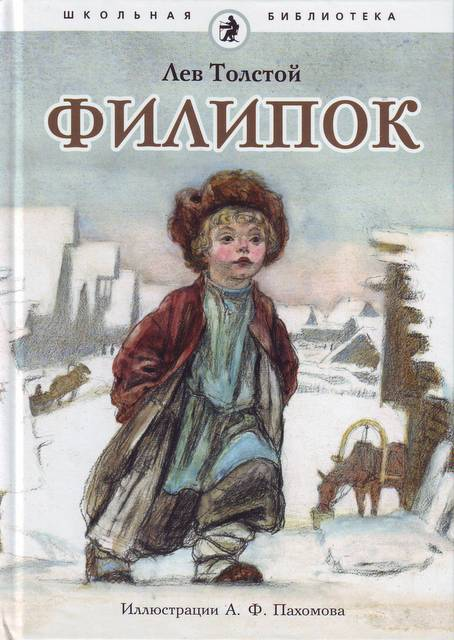 ШКОЛЬНАЯ БИБЛИОТЕКА
Лев Толстой
ФИЛИПОК
Иллюстрации А. Ф. Пахомова